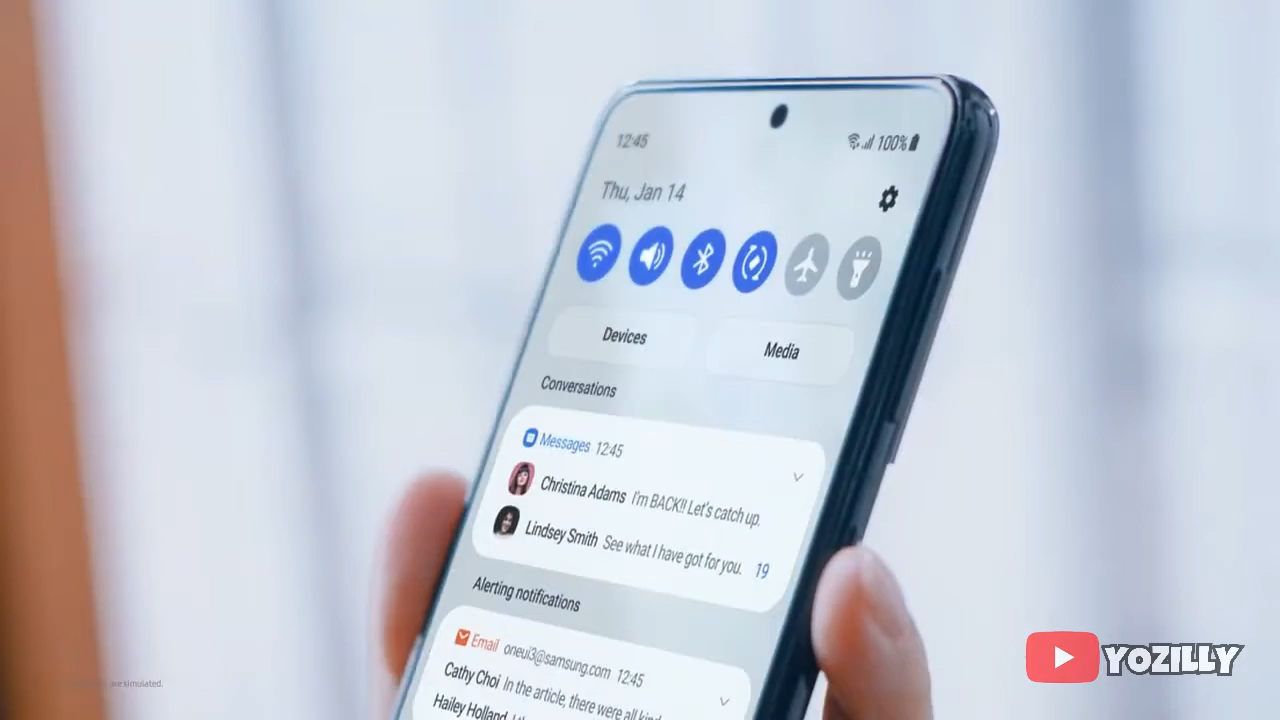 12:45
100%
Thu, Jan 14
Devices
Media
Conversations
Messages 12:45
Christina Adams I'm BACK!! Let's catch up.
Lindsey Smith See what I have got for you. 19
Alerting notifications
Email oneui3@samsung.com 12:45
Cathy Choi In the article, there were all kind
Hailey Holland
are simulated.
YOZILLY